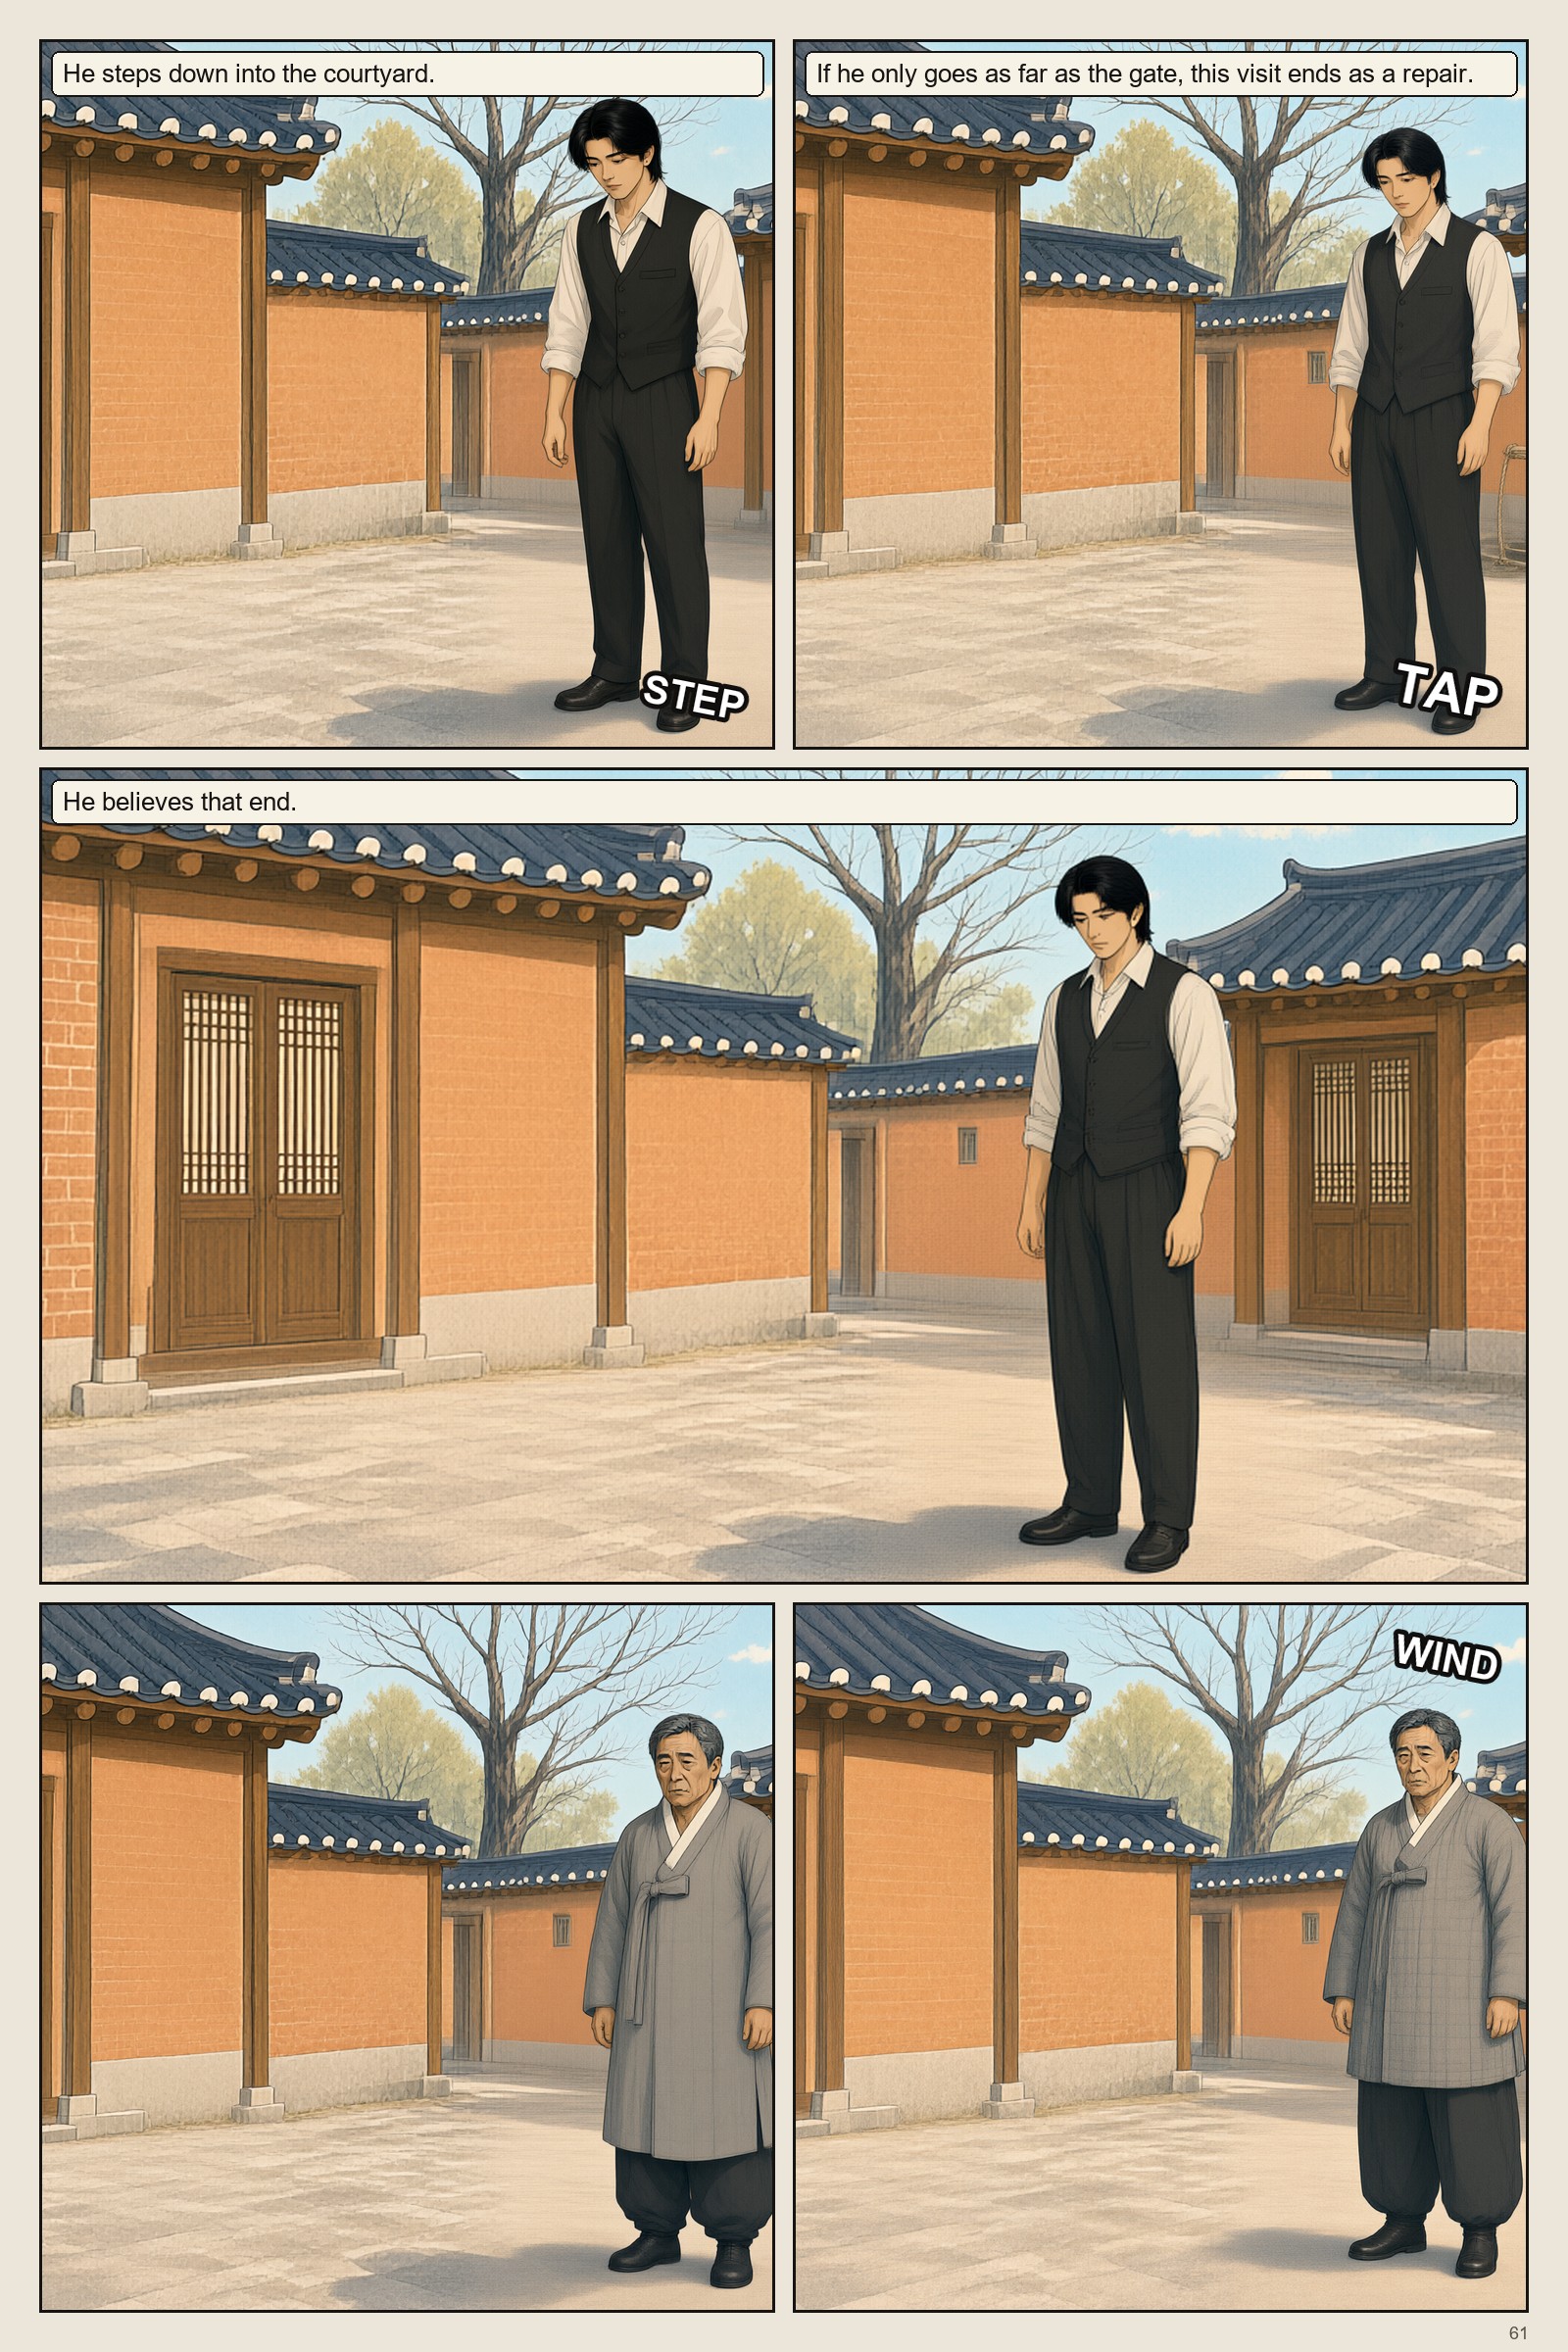 He steps down into the courtyard.
STEP
If he only goes as far as the gate, this visit ends as a repair.
TAP
He believes that end.
WIND
61